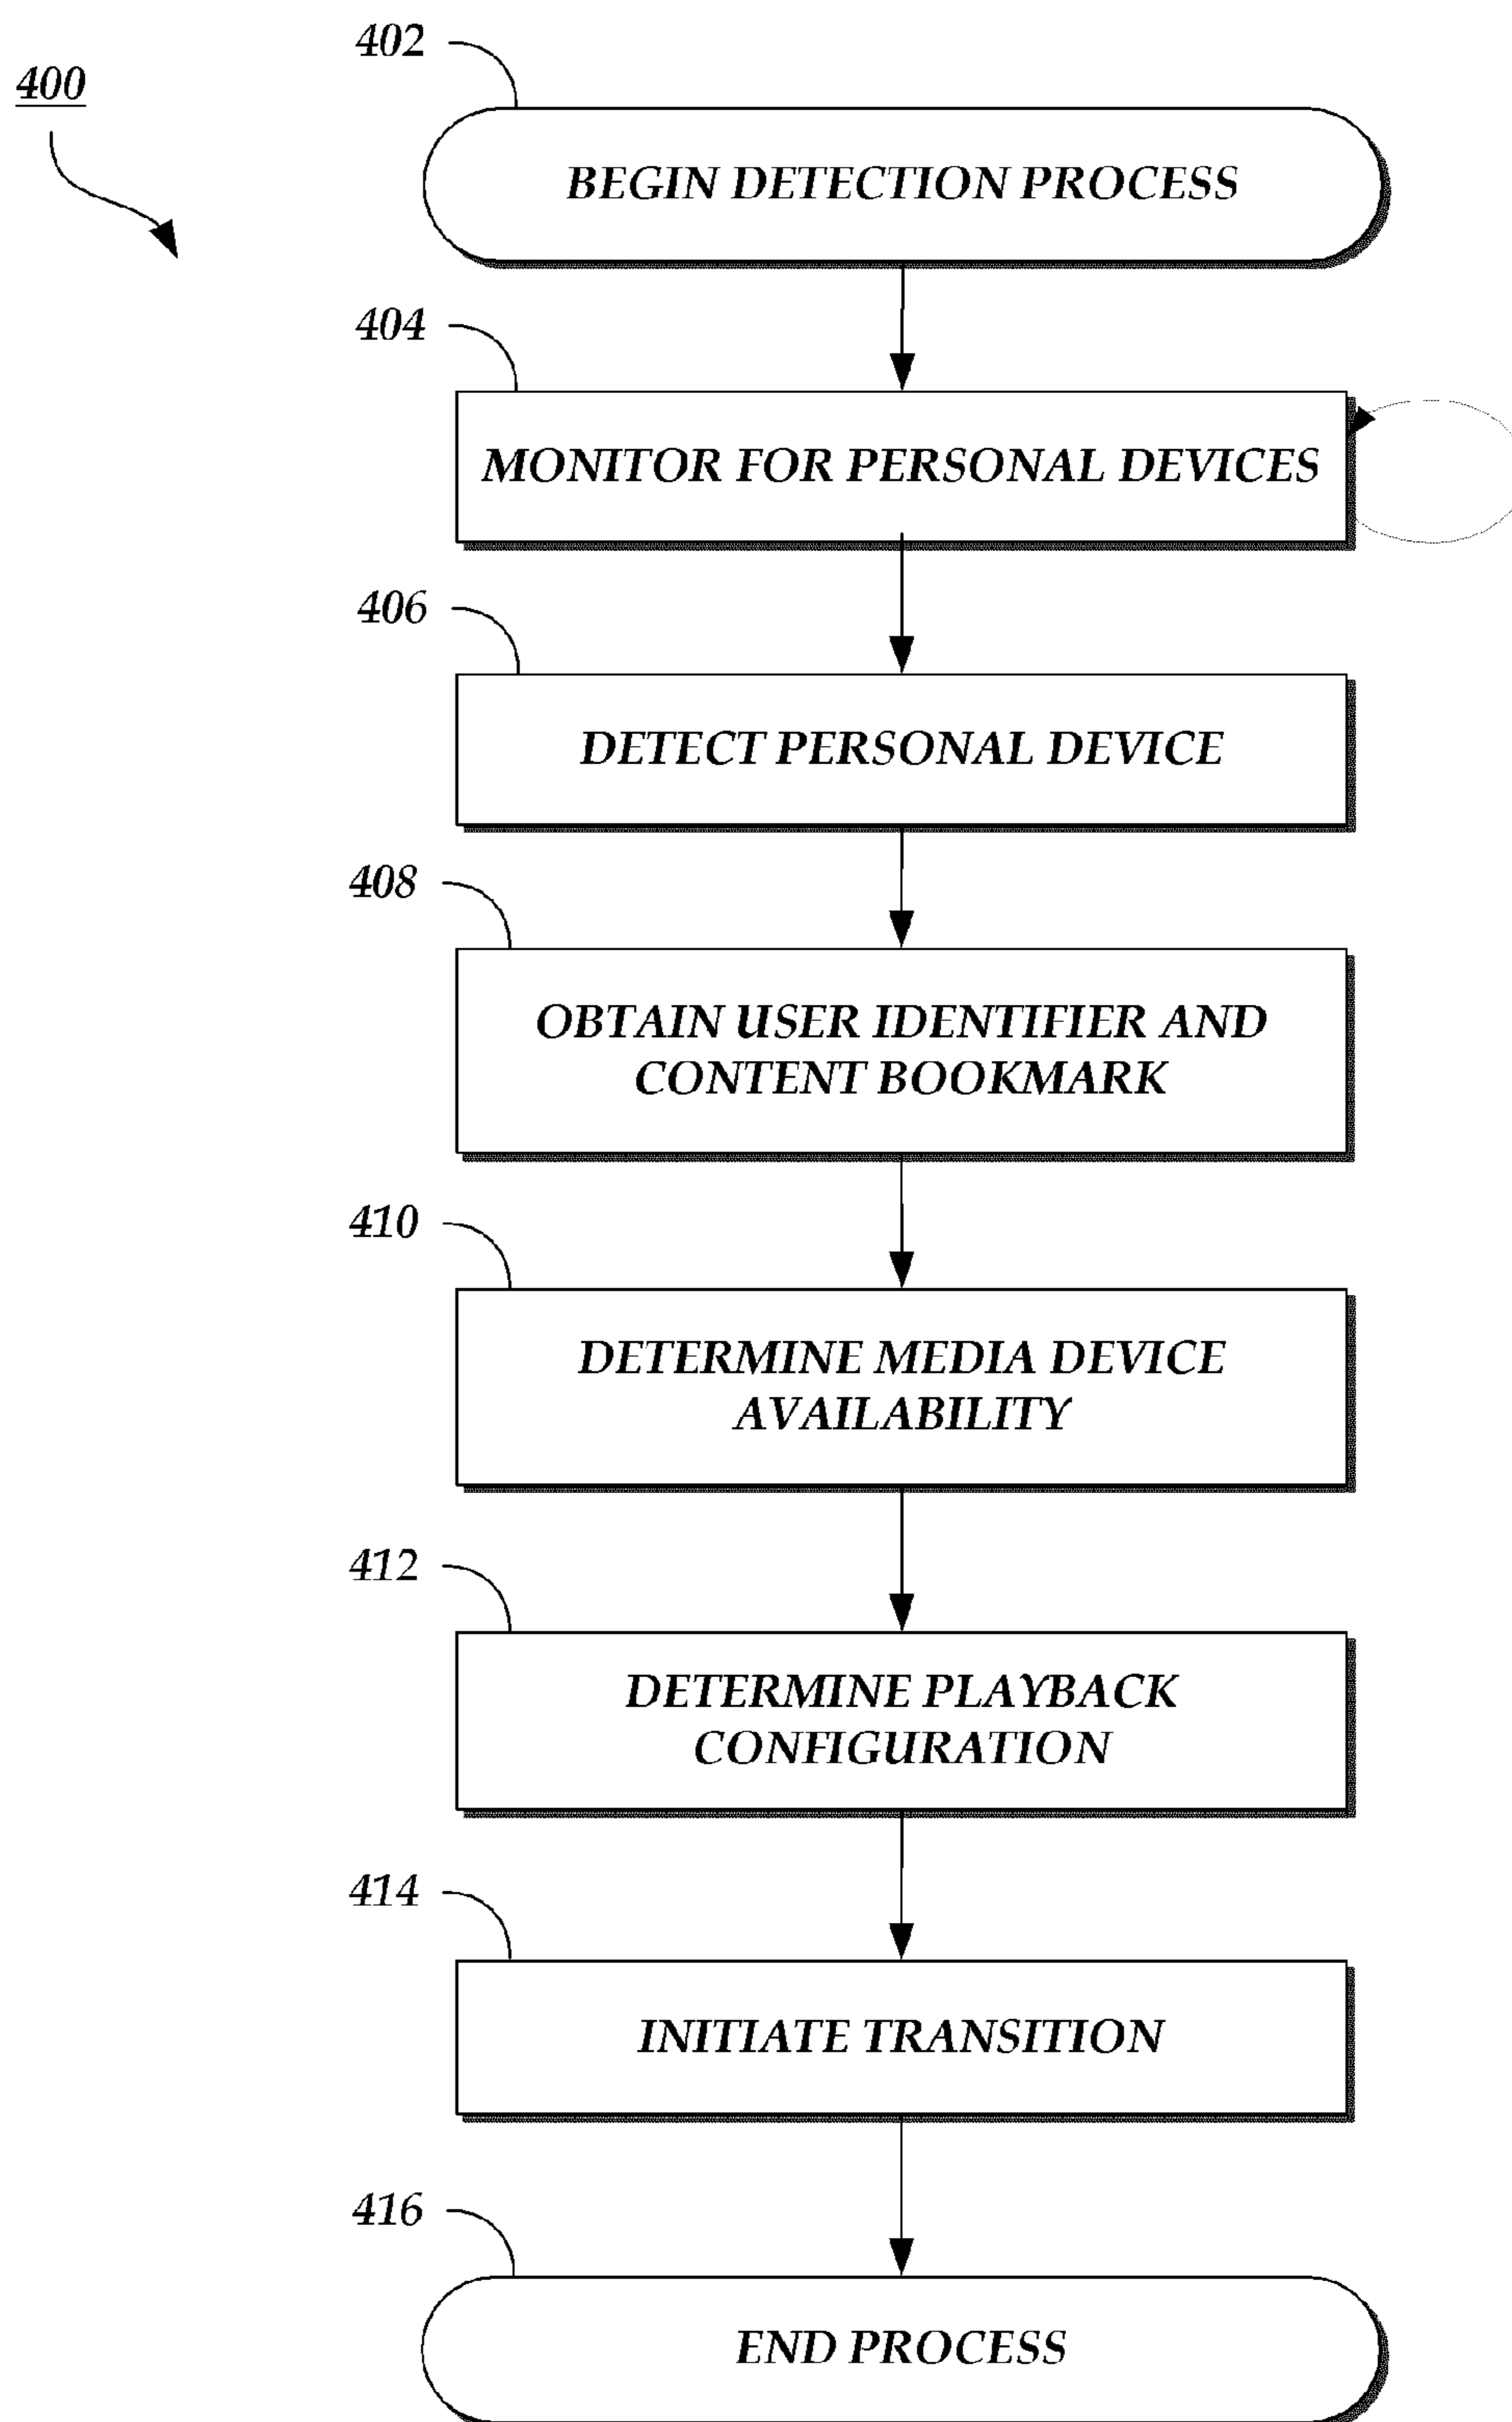 402
400
BEGIN DETECTION PROCESS
404
MONITOR FOR PERSONAL DEVICES
406
DETECT PERSONAL DEVICE
408
OBTAIN USER IDENTIFIER AND
CONTENT BOOKMARK
410
DETERMINE MEDIA DEVICE
AVAILABILITY
412
DETERMINE PLAYBACK
CONFIGURATION
414
INITIATE TRANSITION
416
END PROCESS